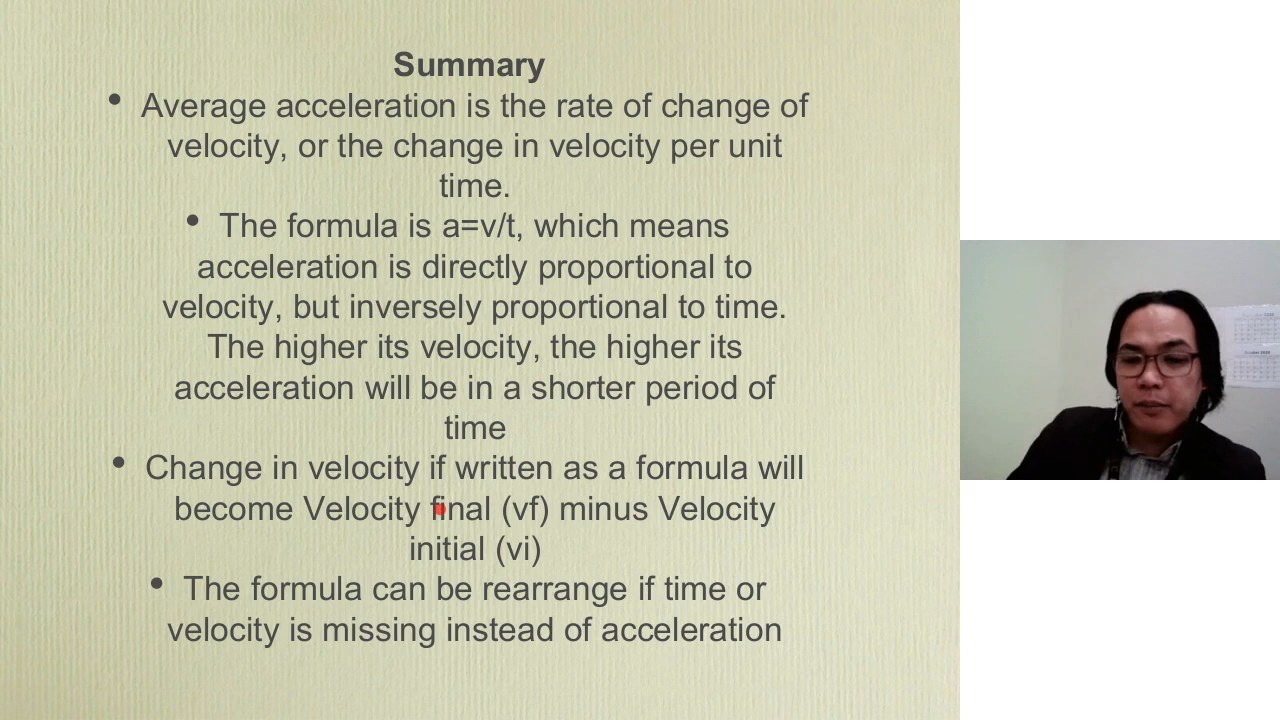 Summary
• Average acceleration is the rate of change of
velocity, or the change in velocity per unit
time.
• The formula is a=v/t, which means
acceleration is directly proportional to
velocity, but inversely proportional to time.
The higher its velocity, the higher its
acceleration will be in a shorter period of
time
• Change in velocity if written as a formula will
become Velocity final (vf) minus Velocity
initial (vi)
• The formula can be rearrange if time or
velocity is missing instead of acceleration